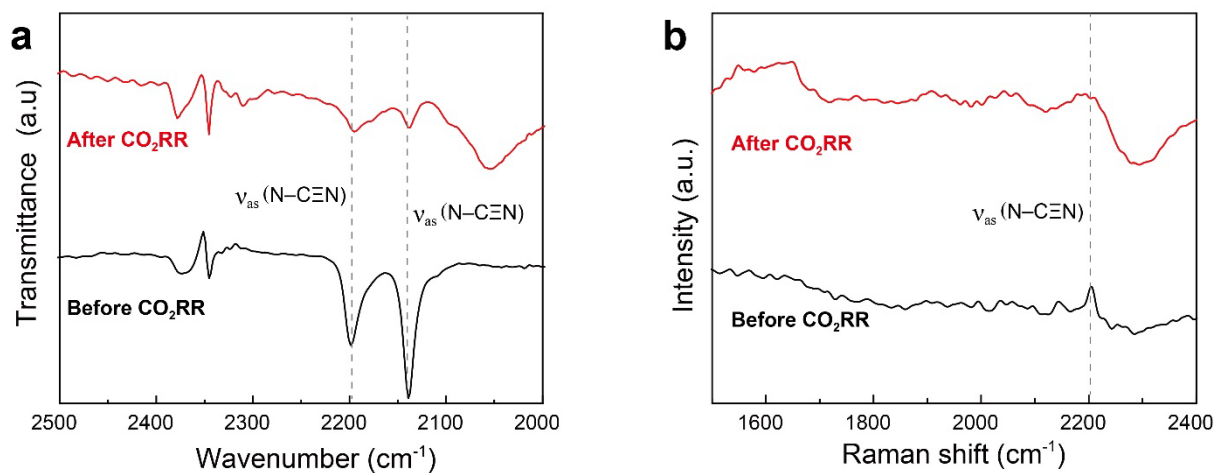 a
Transmittance (a.u)
After CO₂RR
νas (N–C≡N)
νas (N–C≡N)
Before CO₂RR
2500
2400
2300
2200
2100
2000
Wavenumber (cm⁻¹)
b
Intensity (a.u.)
After CO₂RR
νas (N–C≡N)
Before CO₂RR
1600
1800
2000
2200
2400
Raman shift (cm⁻¹)